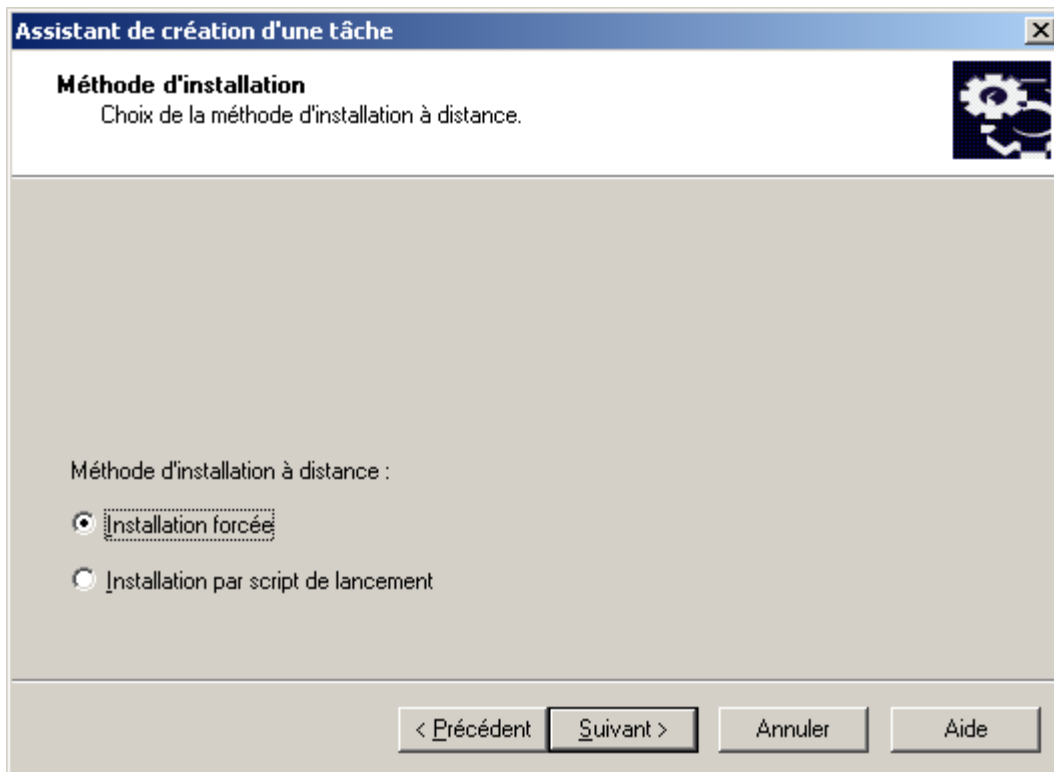 Assistant de création d'une tâche
Méthode d'installation
Choix de la méthode d'installation à distance.
Méthode d'installation à distance :
Installation forcée
Installation par script de lancement
< Précédent Suivant > Annuler Aide